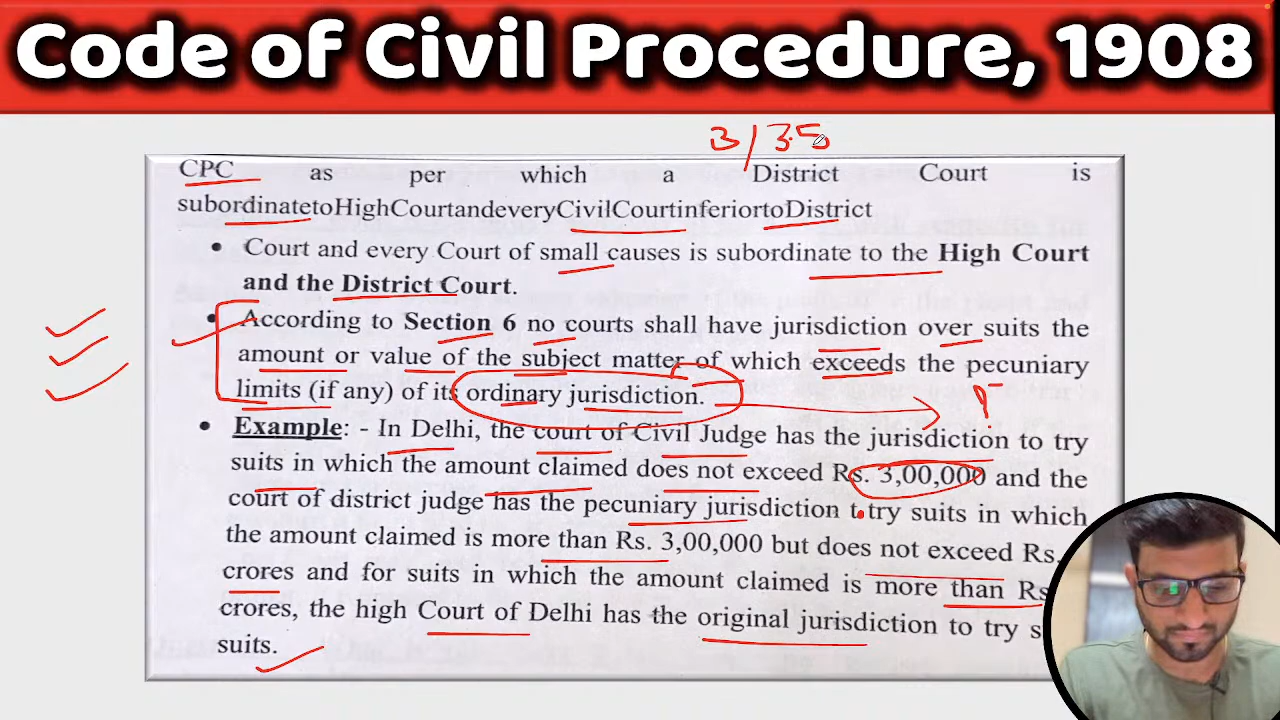 Code of Civil Procedure, 1908
3/3.5
CPC as per which a District Court is
subordinatetoHighCourtandeveryCivilCourtinferiortoDistrict
• Court and every Court of small causes is subordinate to the High Court
and the District Court.
• According to Section 6 no courts shall have jurisdiction over suits the
amount or value of the subject matter of which exceeds the pecuniary
limits (if any) of its ordinary jurisdiction.
?
• Example: - In Delhi, the court of Civil Judge has the jurisdiction to try
suits in which the amount claimed does not exceed Rs. 3,00,000 and the
court of district judge has the pecuniary jurisdiction t. try suits in which
the amount claimed is more than Rs. 3,00,000 but does not exceed Rs.
crores and for suits in which the amount claimed is more than Rs
crores, the high Court of Delhi has the original jurisdiction to try s
suits.